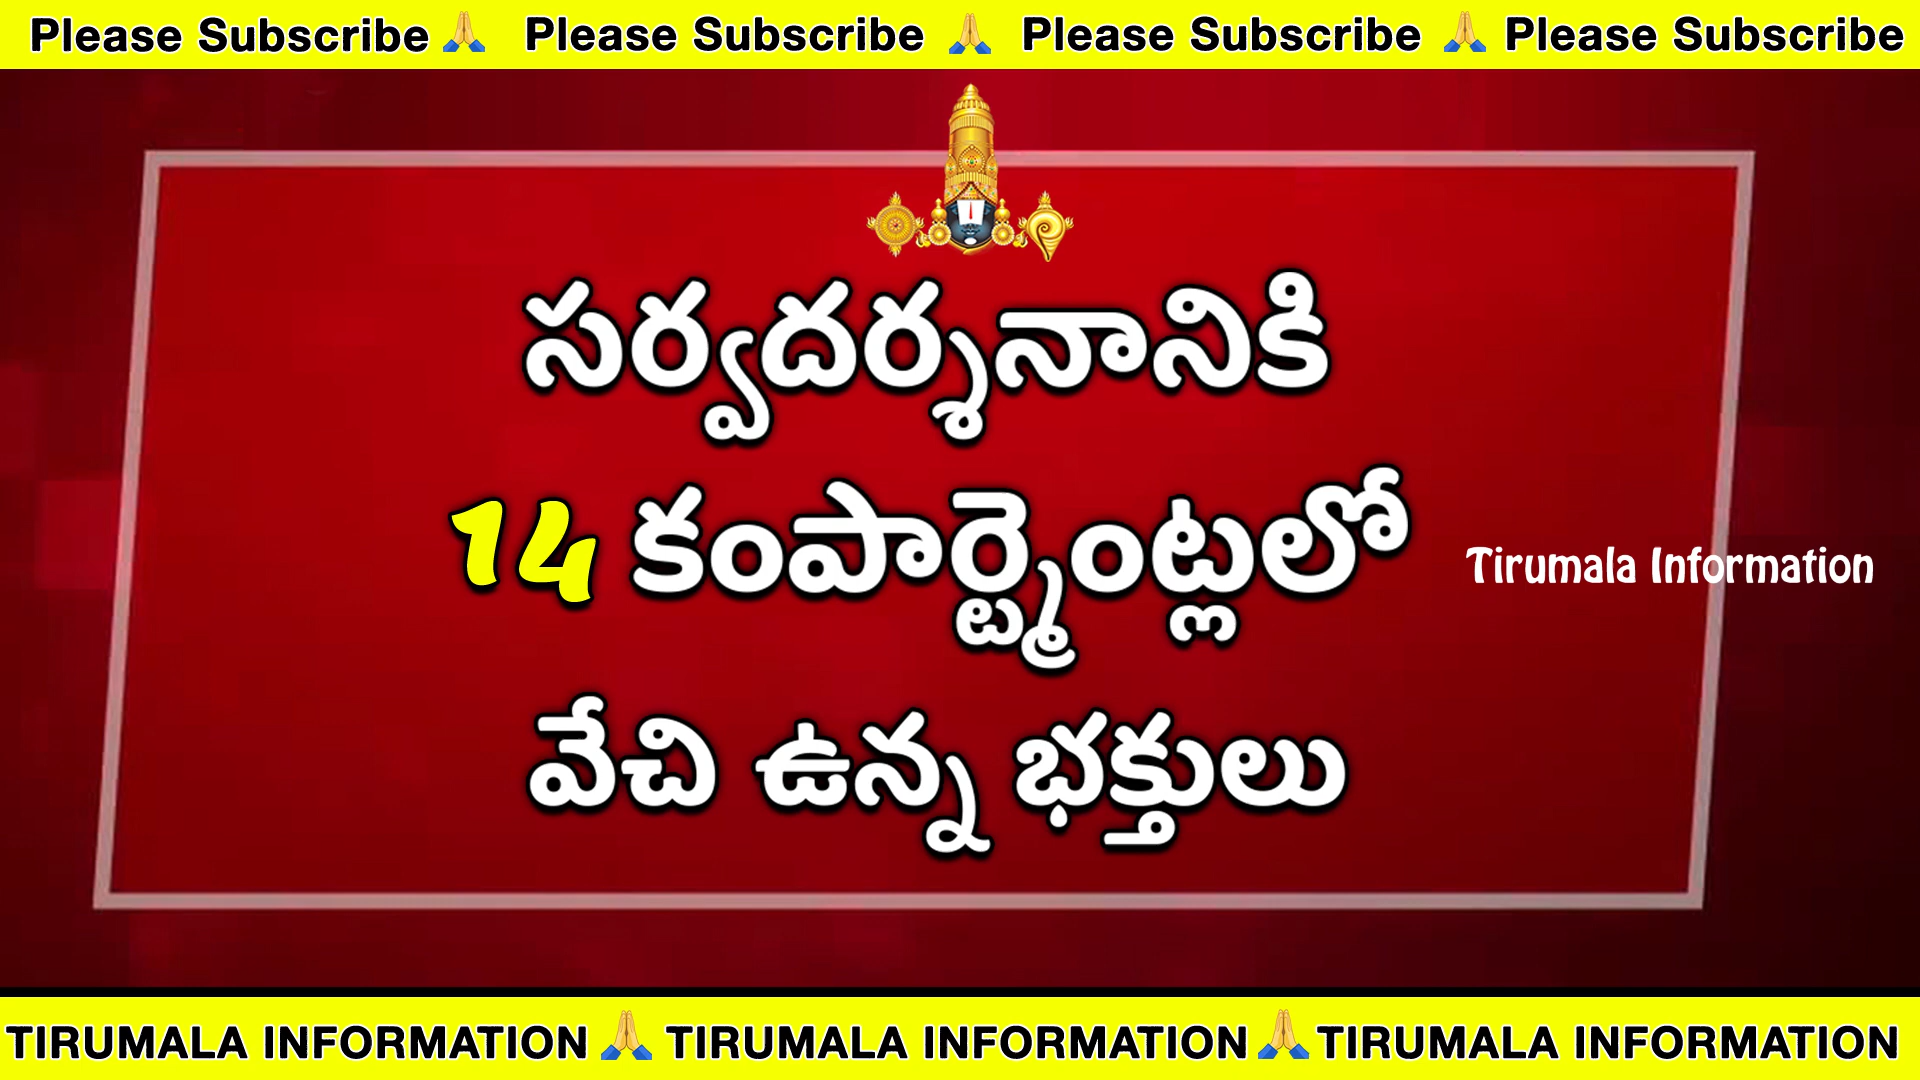 Please Subscribe🙏 Please Subscribe 🙏 Please Subscribe 🙏 Please Subscribe
సర్వదర్శనానికి
14 కంపార్ట్మెంట్లలో
Tirumala Information
వేచి ఉన్న భక్తులు
TIRUMALA INFORMATION🙏 TIRUMALA INFORMATION🙏TIRUMALA INFORMATION